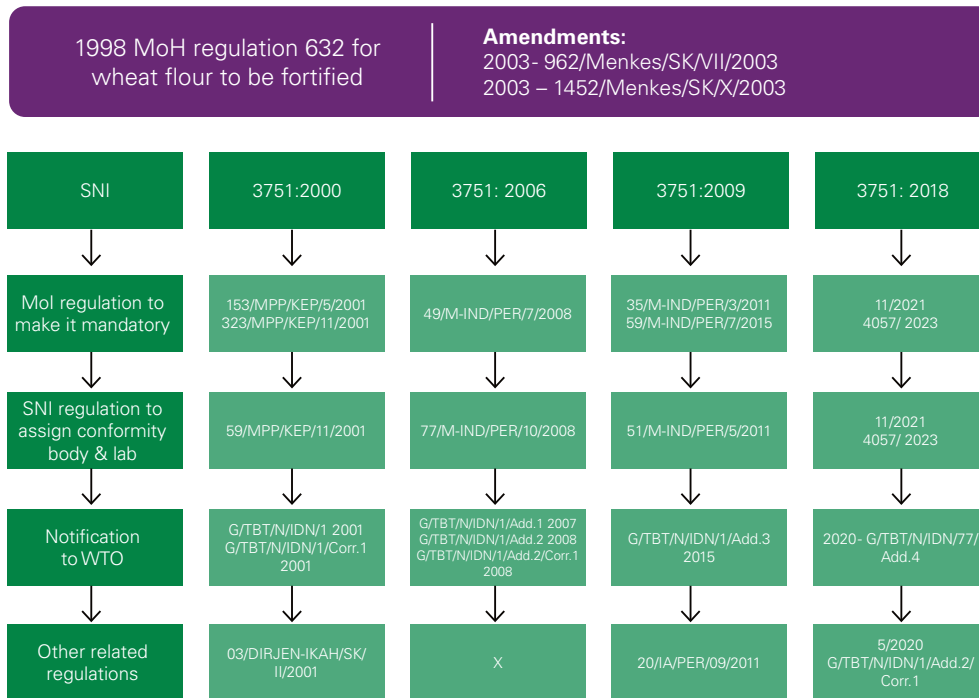 1998 MoH regulation 632 for
wheat flour to be fortified
Amendments:
2003- 962/Menkes/SK/VII/2003
2003 – 1452/Menkes/SK/X/2003
SNI
3751:2000
3751: 2006
3751:2009
3751: 2018
MoI regulation to
make it mandatory
153/MPP/KEP/5/2001
323/MPP/KEP/11/2001
49/M-IND/PER/7/2008
35/M-IND/PER/3/2011
59/M-IND/PER/7/2015
11/2021
4057/ 2023
SNI regulation to
assign conformity
body & lab
59/MPP/KEP/11/2001
77/M-IND/PER/10/2008
51/M-IND/PER/5/2011
11/2021
4057/ 2023
Notification
to WTO
G/TBT/N/IDN/1 2001
G/TBT/N/IDN/1/Corr.1
2001
G/TBT/N/IDN/1/Add.1 2007
G/TBT/N/IDN/1/Add.2 2008
G/TBT/N/IDN/1/Add.2/Corr.1
2008
G/TBT/N/IDN/1/Add.3
2015
2020- G/TBT/N/IDN/77/
Add.4
Other related
regulations
03/DIRJEN-IKAH/SK/
II/2001
X
20/IA/PER/09/2011
5/2020
G/TBT/N/IDN/1/Add.2/
Corr.1